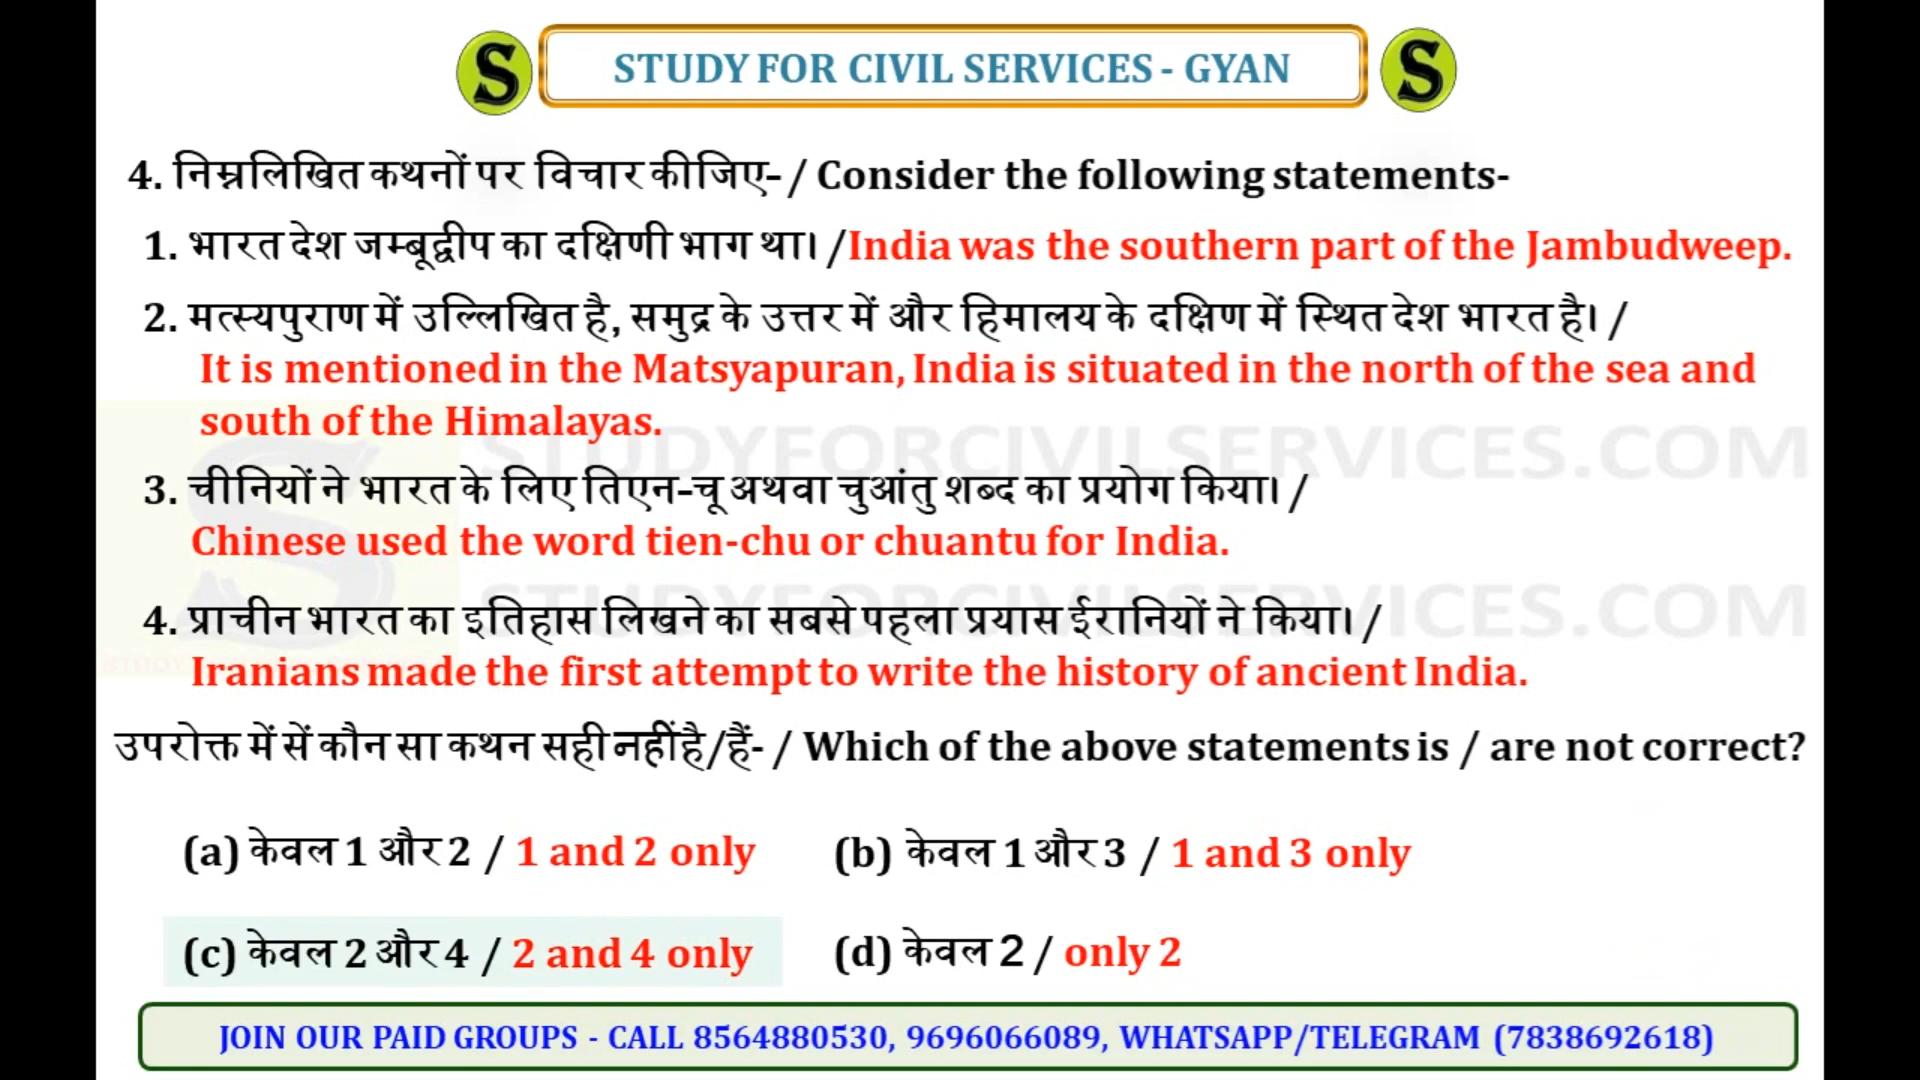 S STUDY FOR CIVIL SERVICES - GYAN S
4. निम्नलिखित कथनों पर विचार कीजिए- / Consider the following statements-
1. भारत देश जम्बूद्वीप का दक्षिणी भाग था। /India was the southern part of the Jambudweep.
2. मत्स्यपुराण में उल्लिखित है, समुद्र के उत्तर में और हिमालय के दक्षिण में स्थित देश भारत है। /
It is mentioned in the Matsyapuran, India is situated in the north of the sea and
south of the Himalayas.
STUDYFORCIVILSERVICES.COM
3. चीनियों ने भारत के लिए तिएन-चू अथवा चुआंतु शब्द का प्रयोग किया। /
Chinese used the word tien-chu or chuantu for India.
STUDYFORCIVILSERVICES.COM
4. प्राचीन भारत का इतिहास लिखने का सबसे पहला प्रयास ईरानियों ने किया। /
Iranians made the first attempt to write the history of ancient India.
उपरोक्त में सें कौन सा कथन सही नहीं है/हैं- / Which of the above statements is / are not correct?
(a) केवल 1 और 2 / 1 and 2 only (b) केवल 1 और 3 / 1 and 3 only
(c) केवल 2 और 4 / 2 and 4 only (d) केवल 2 / only 2
JOIN OUR PAID GROUPS - CALL 8564880530, 9696066089, WHATSAPP/TELEGRAM (7838692618)